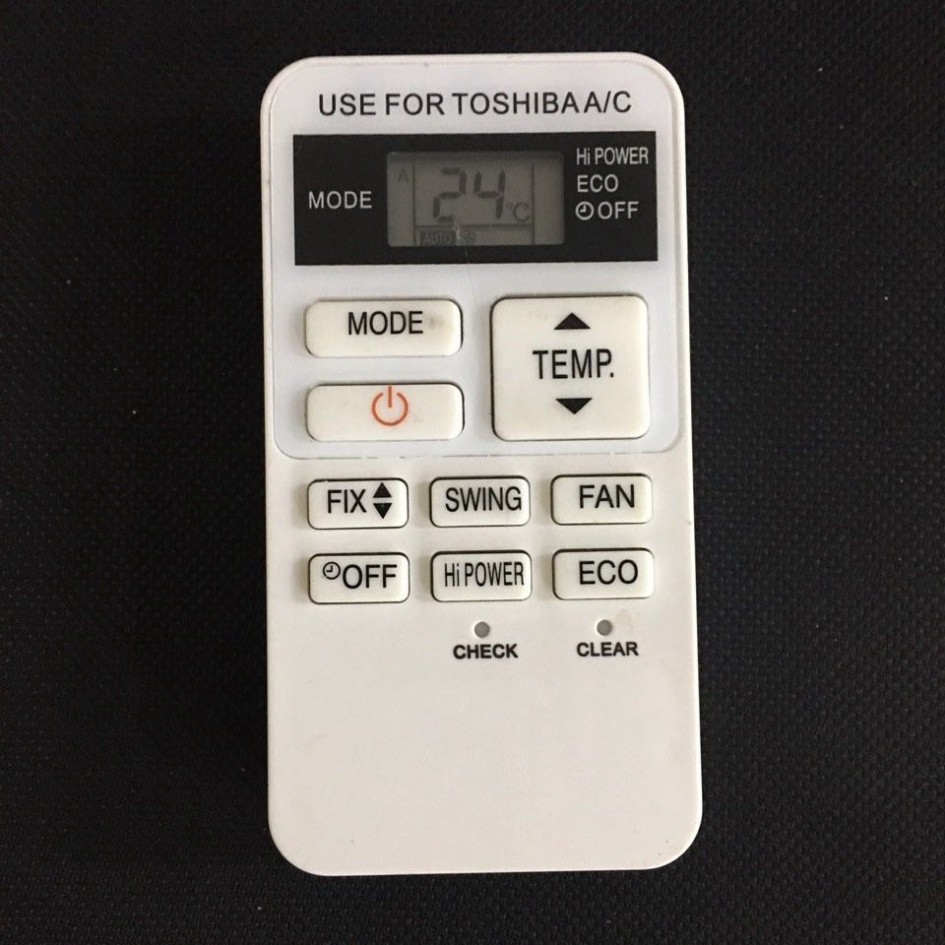 USE FOR TOSHIBA A/C
Hi POWER
A 24 °C
MODE
ECO
OFF
MODE
TEMP.
FIX
SWING
FAN
OFF
Hi POWER
ECO
CHECK
CLEAR